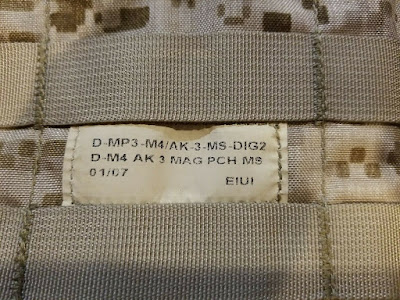 D-MP3-M4/AK-3-MS-DIG2
D-M4 AK 3 MAG PCH MS
01/07
EIUI